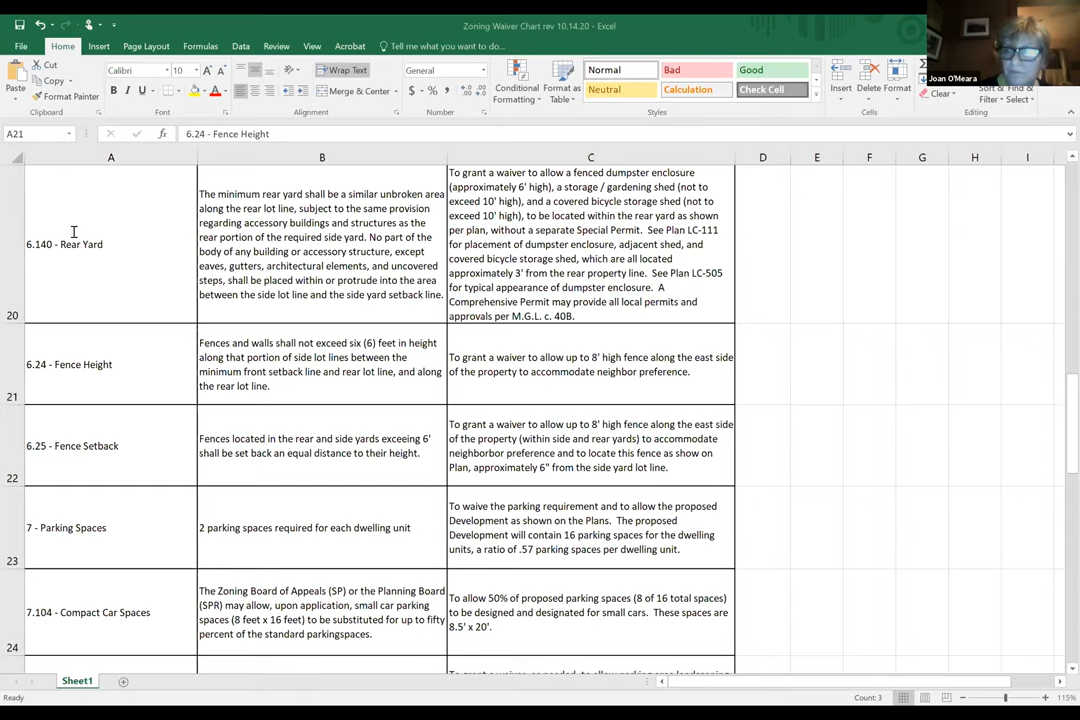 Zoning Waiver Chart rev 10.14.20 - Excel
File Home Insert Page Layout Formulas Data Review View Acrobat Tell me what you want to do...
Joan O'Meara
Paste
Cut
Copy
Format Painter
Clipboard
Calibri 10
B I U
Font
Wrap Text
Merge & Center
Alignment
General
$ % ,
Number
Conditional Formatting
Format as Table
Normal Bad Good
Neutral Calculation Check Cell
Styles
Insert Delete Format
Cells
Clear
Sort & Find &
Filter Select
Editing
A21
fx 6.24 - Fence Height
A B C D E F G H I
20
6.140 - Rear Yard
The minimum rear yard shall be a similar unbroken area
along the rear lot line, subject to the same provision
regarding accessory buildings and structures as the
rear portion of the required side yard. No part of the
body of any building or accessory structure, except
eaves, gutters, architectural elements, and uncovered
steps, shall be placed within or protrude into the area
between the side lot line and the side yard setback line.
To grant a waiver to allow a fenced dumpster enclosure
(approximately 6' high), a storage / gardening shed (not to
exceed 10' high), and a covered bicycle storage shed (not to
exceed 10' high), to be located within the rear yard as shown
per plan, without a separate Special Permit. See Plan LC-111
for placement of dumpster enclosure, adjacent shed, and
covered bicycle storage shed, which are all located
approximately 3' from the rear property line. See Plan LC-505
for typical appearance of dumpster enclosure. A
Comprehensive Permit may provide all local permits and
approvals per M.G.L. c. 40B.
21
6.24 - Fence Height
Fences and walls shall not exceed six (6) feet in height
along that portion of side lot lines between the
minimum front setback line and rear lot line, and along
the rear lot line.
To grant a waiver to allow up to 8' high fence along the east side
of the property to accommodate neighbor preference.
22
6.25 - Fence Setback
Fences located in the rear and side yards exceeing 6'
shall be set back an equal distance to their height.
To grant a waiver to allow up to 8' high fence along the east side
of the property (within side and rear yards) to accommodate
neighborbor preference and to locate this fence as show on
Plan, approximately 6" from the side yard lot line.
23
7 - Parking Spaces
2 parking spaces required for each dwelling unit
To waive the parking requirement and to allow the proposed
Development as shown on the Plans. The proposed
Development will contain 16 parking spaces for the dwelling
units, a ratio of .57 parking spaces per dwelling unit.
24
7.104 - Compact Car Spaces
The Zoning Board of Appeals (SP) or the Planning Board
(SPR) may allow, upon application, small car parking
spaces (8 feet x 16 feet) to be substituted for up to fifty
percent of the standard parkingspaces.
To allow 50% of proposed parking spaces (8 of 16 total spaces)
to be designed and designated for small cars. These spaces are
8.5' x 20'.
Sheet1
Ready
Count: 3
115%